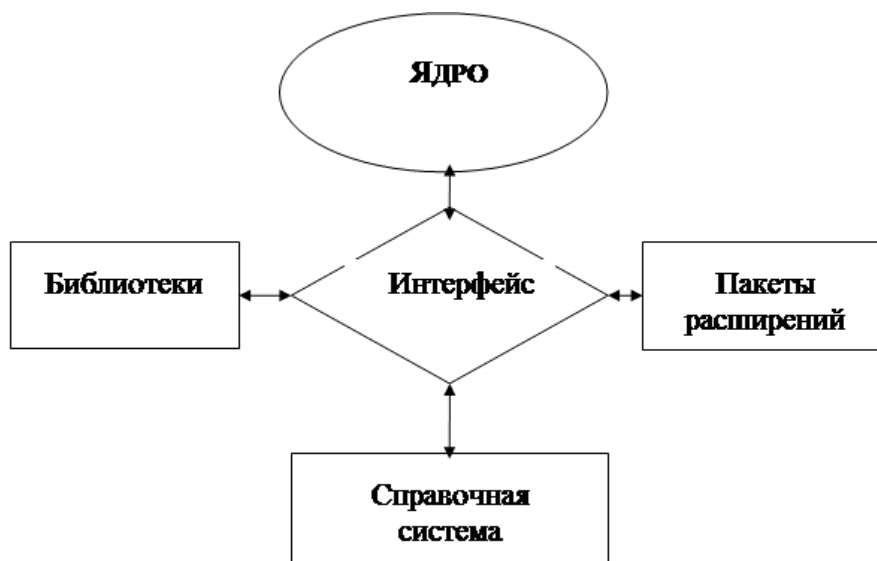 ЯДРО
Библиотеки
Интерфейс
Пакеты
расширений
Справочная
система